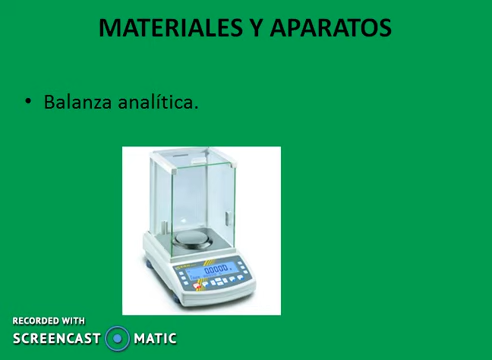 MATERIALES Y APARATOS
• Balanza analítica.
RECORDED WITH
SCREENCAST MATIC